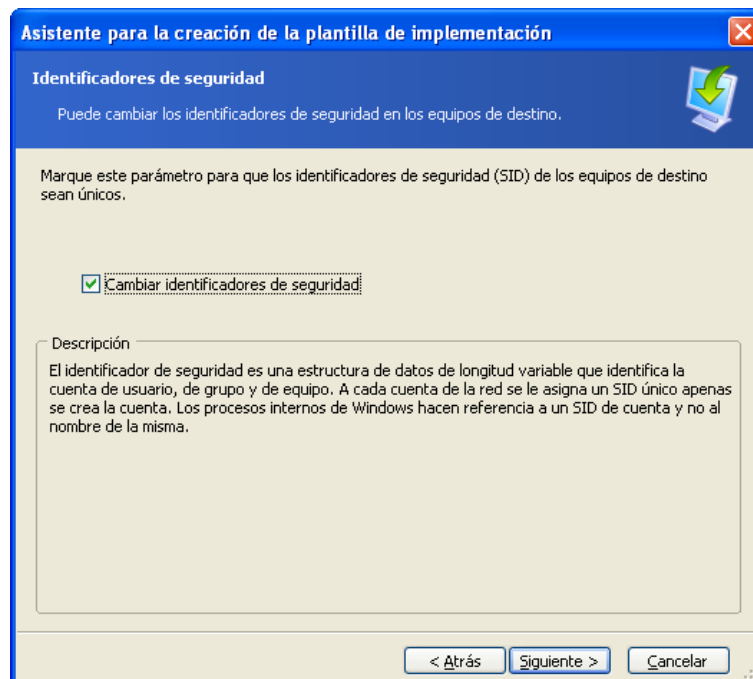 Asistente para la creación de la plantilla de implementación
Identificadores de seguridad
Puede cambiar los identificadores de seguridad en los equipos de destino.
Marque este parámetro para que los identificadores de seguridad (SID) de los equipos de destino
sean únicos.
Cambiar identificadores de seguridad
Descripción
El identificador de seguridad es una estructura de datos de longitud variable que identifica la
cuenta de usuario, de grupo y de equipo. A cada cuenta de la red se le asigna un SID único apenas
se crea la cuenta. Los procesos internos de Windows hacen referencia a un SID de cuenta y no al
nombre de la misma.
< Atrás Siguiente > Cancelar